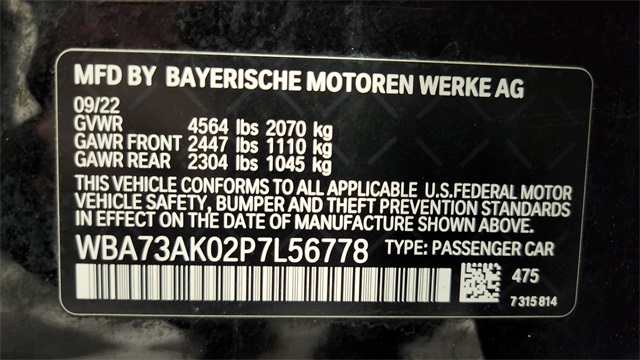 MFD BY BAYERISCHE MOTOREN WERKE AG
09/22
GVWR 4564 lbs 2070 kg
GAWR FRONT 2447 lbs 1110 kg
GAWR REAR 2304 lbs 1045 kg
THIS VEHICLE CONFORMS TO ALL APPLICABLE U.S.FEDERAL MOTOR
VEHICLE SAFETY, BUMPER AND THEFT PREVENTION STANDARDS
IN EFFECT ON THE DATE OF MANUFACTURE SHOWN ABOVE.
WBA73AK02P7L56778 TYPE: PASSENGER CAR
475
7 315 814